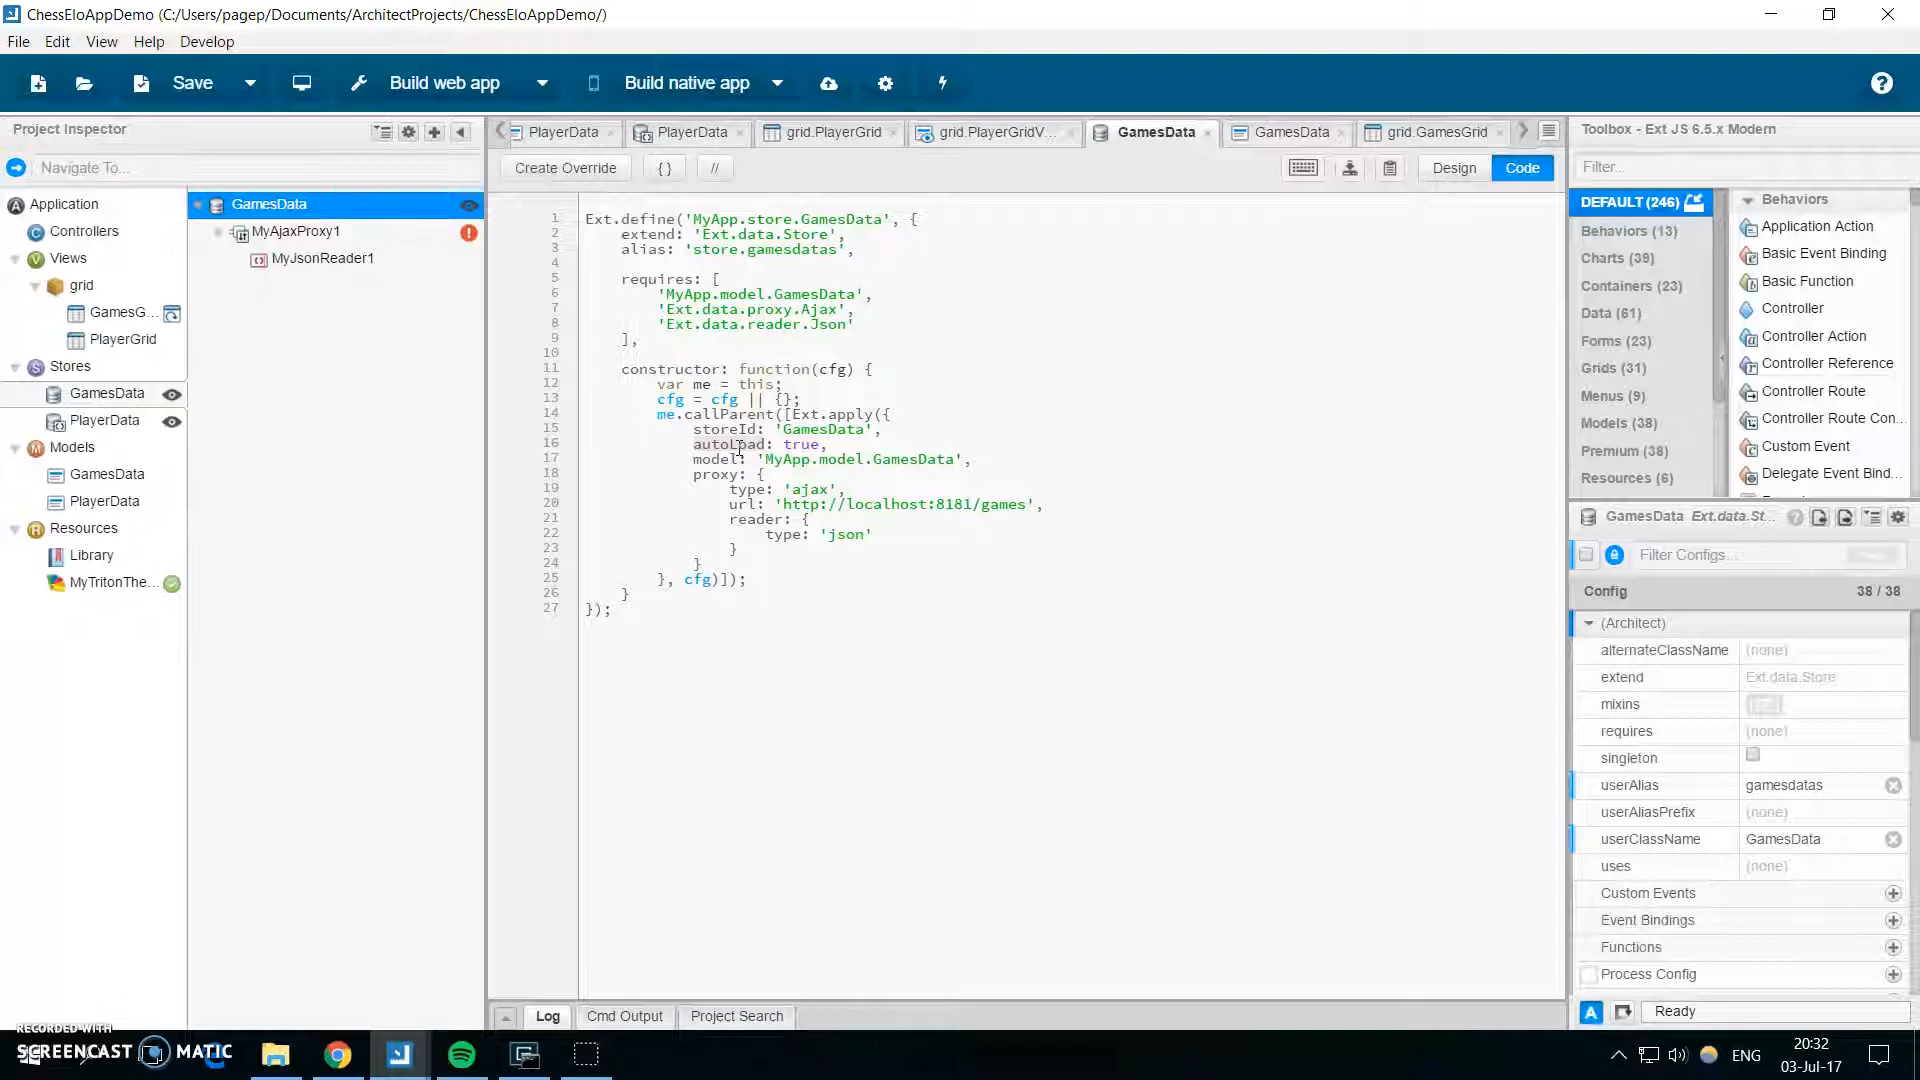 ChessEloAppDemo (C:/Users/pagep/Documents/ArchitectProjects/ChessEloAppDemo/)
File Edit View Help Develop
Save Build web app Build native app
Project Inspector
Navigate To...
Application
Controllers
Views
grid
GamesG...
PlayerGrid
Stores
GamesData
PlayerData
Models
GamesData
PlayerData
Resources
Library
MyTritonThe...
GamesData
MyAjaxProxy1
MyJsonReader1
PlayerData PlayerData grid.PlayerGrid grid.PlayerGridV... GamesData GamesData grid.GamesGrid
Create Override { } // Design Code
1 Ext.define('MyApp.store.GamesData', {
2 extend: 'Ext.data.Store',
3 alias: 'store.gamesdatas',
4
5 requires: [
6 'MyApp.model.GamesData',
7 'Ext.data.proxy.Ajax',
8 'Ext.data.reader.Json'
9 ],
10
11 constructor: function(cfg) {
12 var me = this;
13 cfg = cfg || {};
14 me.callParent([Ext.apply({
15 storeId: 'GamesData',
16 autoLoad: true,
17 model: 'MyApp.model.GamesData',
18 proxy: {
19 type: 'ajax',
20 url: 'http://localhost:8181/games',
21 reader: {
22 type: 'json'
23 }
24 }
25 }, cfg)]);
26 }
27 });
Log Cmd Output Project Search
Toolbox - Ext JS 6.5.x Modern
Filter...
DEFAULT (246)
Behaviors (13)
Charts (39)
Containers (23)
Data (61)
Forms (23)
Grids (31)
Menus (9)
Models (38)
Premium (38)
Resources (6)
Behaviors
Application Action
Basic Event Binding
Basic Function
Controller
Controller Action
Controller Reference
Controller Route
Controller Route Con...
Custom Event
Delegate Event Bind...
GamesData Ext.data.St...
Filter Configs...
Config 38 / 38
(Architect)
alternateClassName (none)
extend Ext.data.Store
mixins
requires (none)
singleton
userAlias gamesdatas
userAliasPrefix (none)
userClassName GamesData
uses (none)
Custom Events
Event Bindings
Functions
Process Config
A Ready
RECORDED WITH
SCREENCAST MATIC
ENG
20:32
03-Jul-17